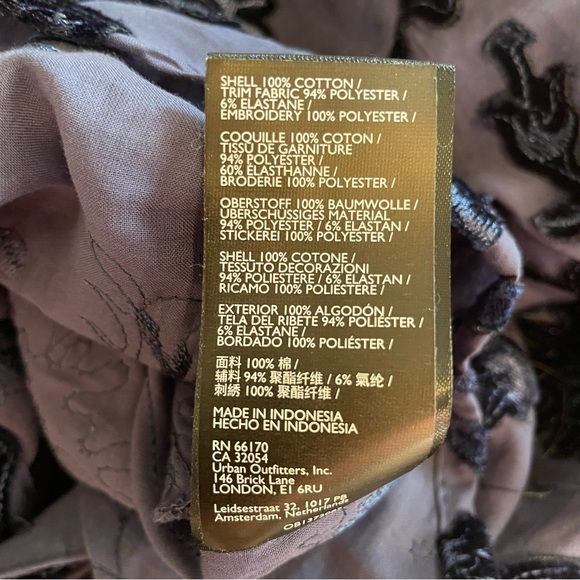 SHELL 100% COTTON /
TRIM FABRIC 94% POLYESTER /
6% ELASTANE /
EMBROIDERY 100% POLYESTER /
COQUILLE 100% COTON /
TISSU DE GARNITURE
94% POLYESTER /
60% ÉLASTHANNE /
BRODERIE 100% POLYESTER /
OBERSTOFF 100% BAUMWOLLE /
ÜBERSCHÜSSIGES MATERIAL
94% POLYESTER / 6% ELASTAN /
STICKEREI 100% POLYESTER /
SHELL 100% COTONE /
TESSUTO DECORAZIONI
94% POLIESTERE / 6% ELASTAN /
RICAMO 100% POLIESTERE /
EXTERIOR 100% ALGODÓN /
TELA DEL RIBETE 94% POLIÉSTER /
6% ELASTANE /
BORDADO 100% POLIÉSTER /
面料 100% 棉 /
辅料 94% 聚酯纤维 / 6% 氨纶 /
刺绣 100% 聚酯纤维 /
MADE IN INDONESIA
HECHO EN INDONESIA
RN 66170
CA 32054
Urban Outfitters, Inc.
146 Brick Lane
LONDON, E1 6RU
Leidsestraat 32, 1017 PB
Amsterdam, Netherlands